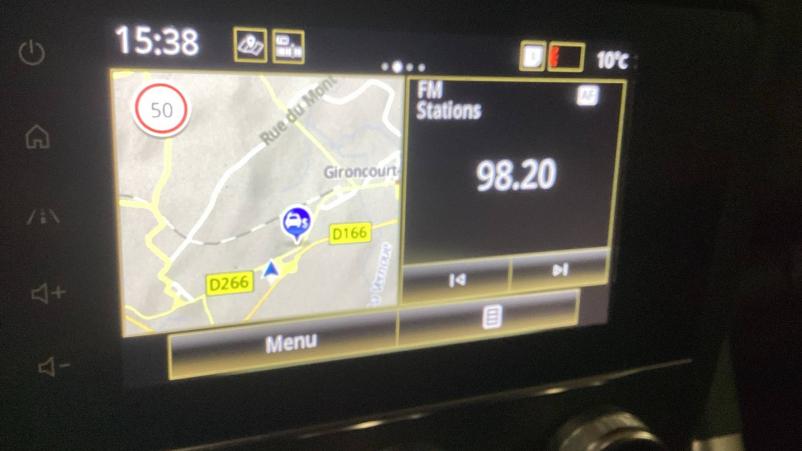 15:38
10°C
50
Rue du Mont
Gironcourt-
D166
D266
FM
Stations
AF
98.20
Menu